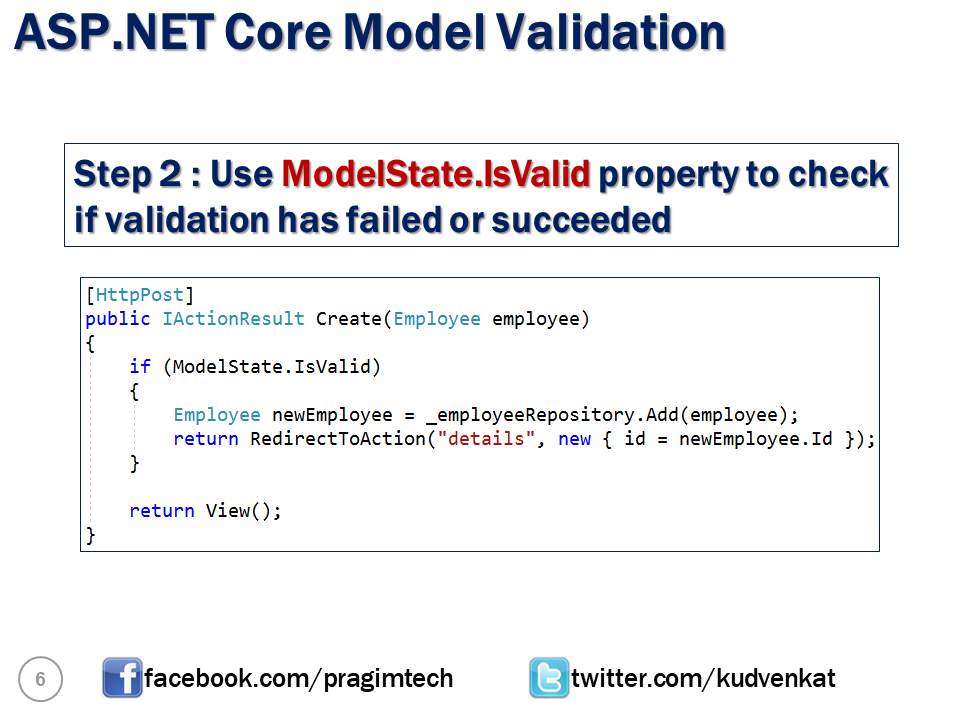 ASP.NET Core Model Validation
Step 2 : Use ModelState.IsValid property to check
if validation has failed or succeeded
[HttpPost]
public IActionResult Create(Employee employee)
{
    if (ModelState.IsValid)
    {
        Employee newEmployee = _employeeRepository.Add(employee);
        return RedirectToAction("details", new { id = newEmployee.Id });
    }

    return View();
}
6
facebook.com/pragimtech
twitter.com/kudvenkat